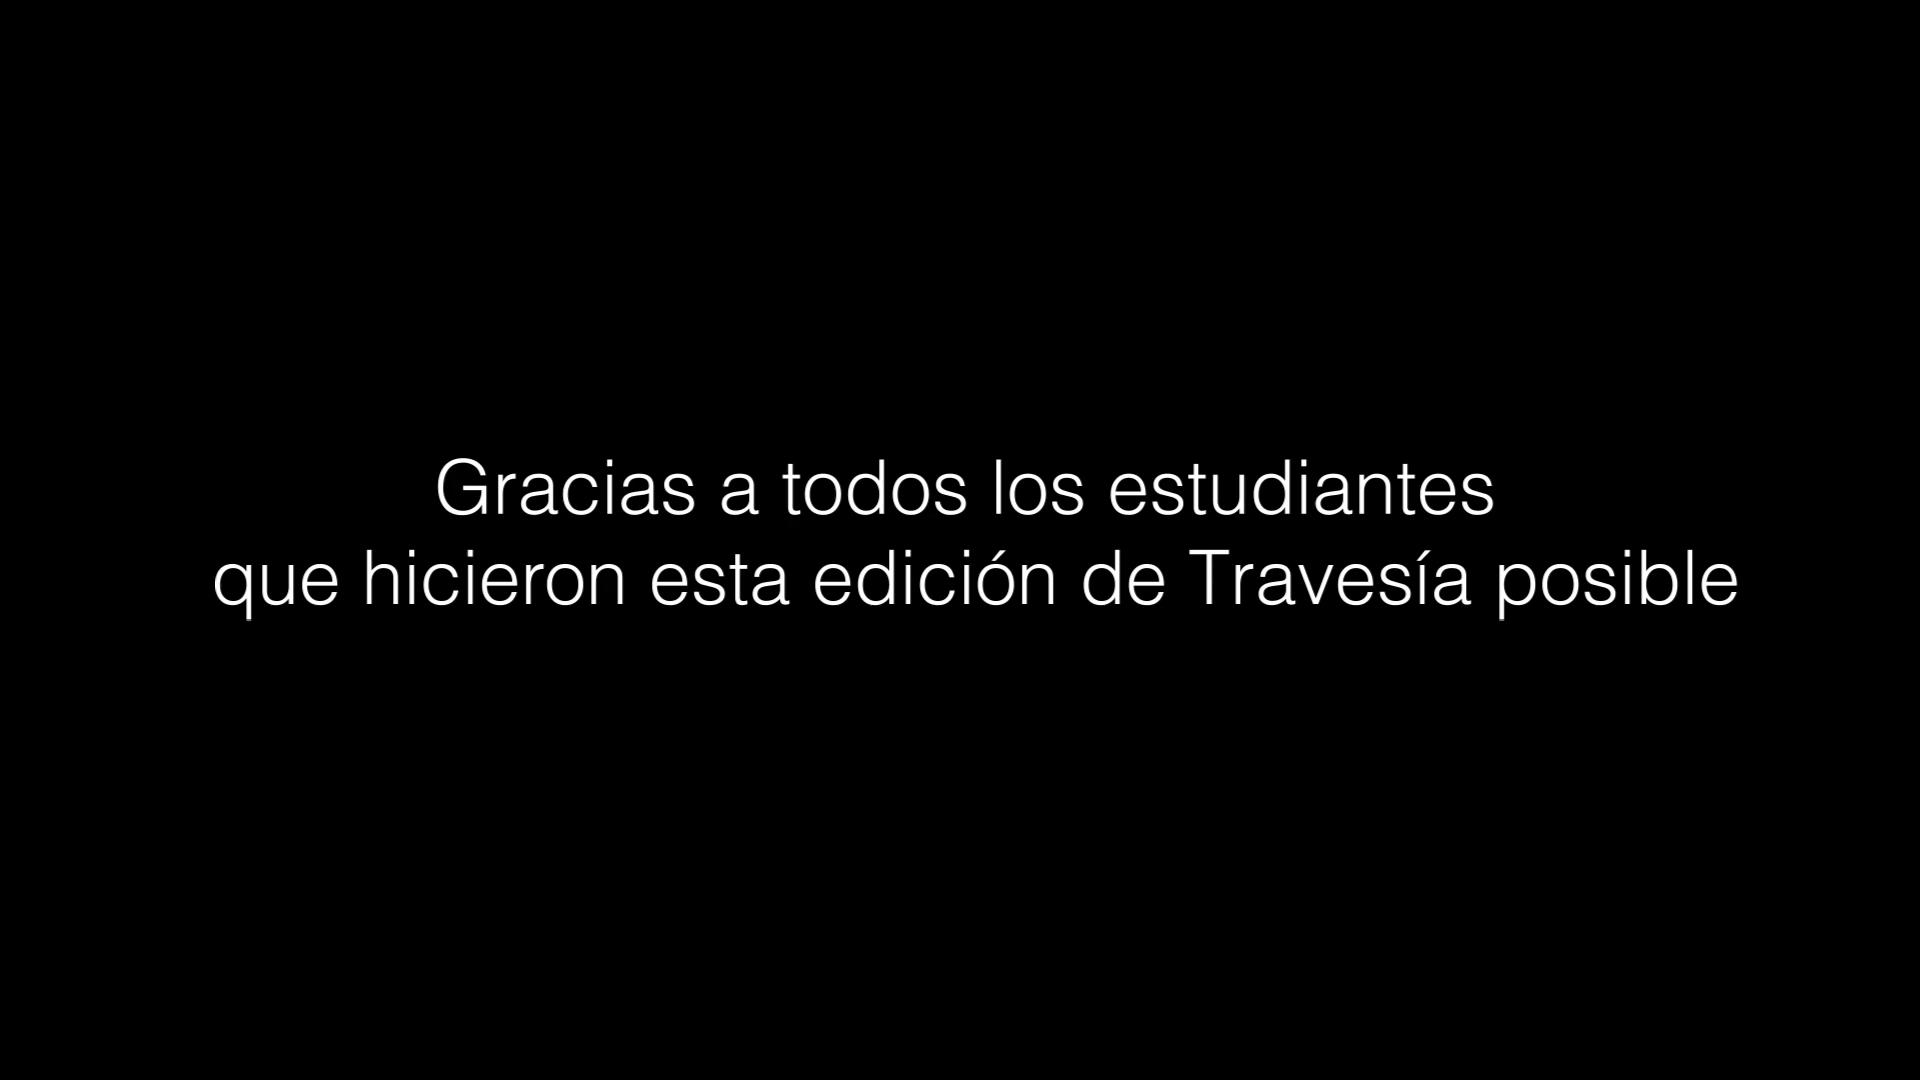 Gracias a todos los estudiantes
que hicieron esta edición de Travesía posible